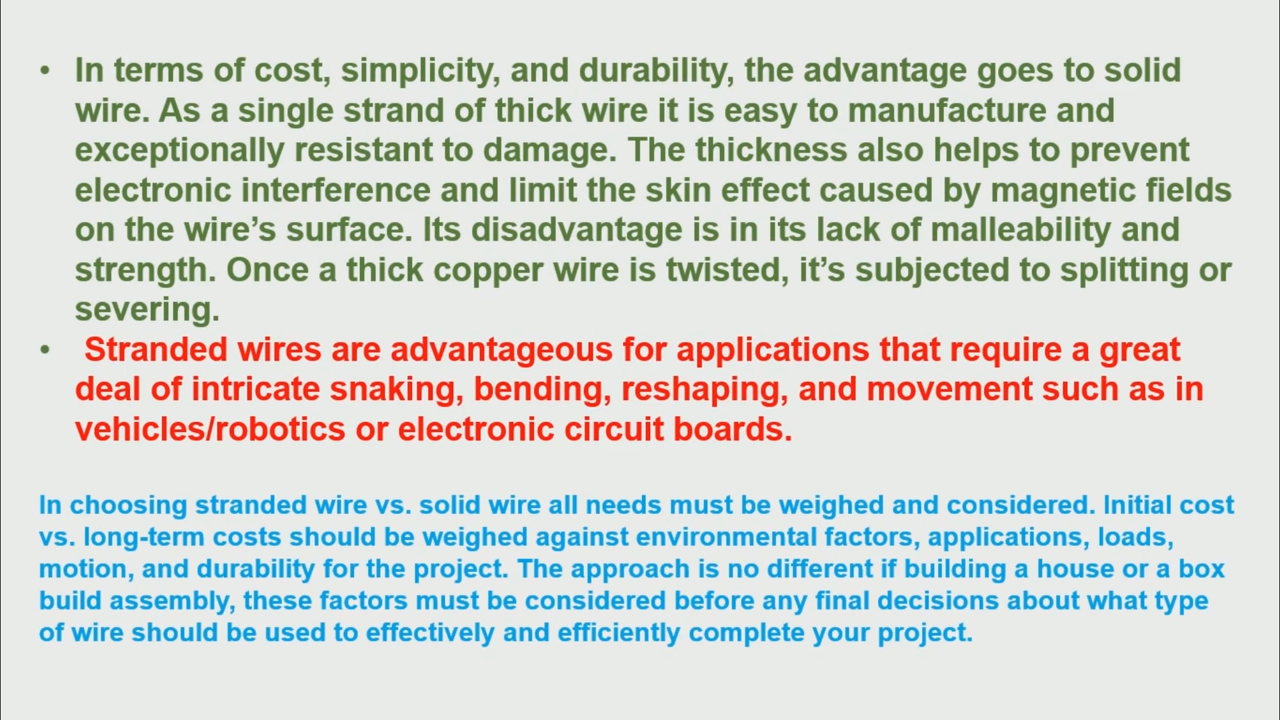 • In terms of cost, simplicity, and durability, the advantage goes to solid
wire. As a single strand of thick wire it is easy to manufacture and
exceptionally resistant to damage. The thickness also helps to prevent
electronic interference and limit the skin effect caused by magnetic fields
on the wire’s surface. Its disadvantage is in its lack of malleability and
strength. Once a thick copper wire is twisted, it’s subjected to splitting or
severing.
• Stranded wires are advantageous for applications that require a great
deal of intricate snaking, bending, reshaping, and movement such as in
vehicles/robotics or electronic circuit boards.
In choosing stranded wire vs. solid wire all needs must be weighed and considered. Initial cost
vs. long-term costs should be weighed against environmental factors, applications, loads,
motion, and durability for the project. The approach is no different if building a house or a box
build assembly, these factors must be considered before any final decisions about what type
of wire should be used to effectively and efficiently complete your project.